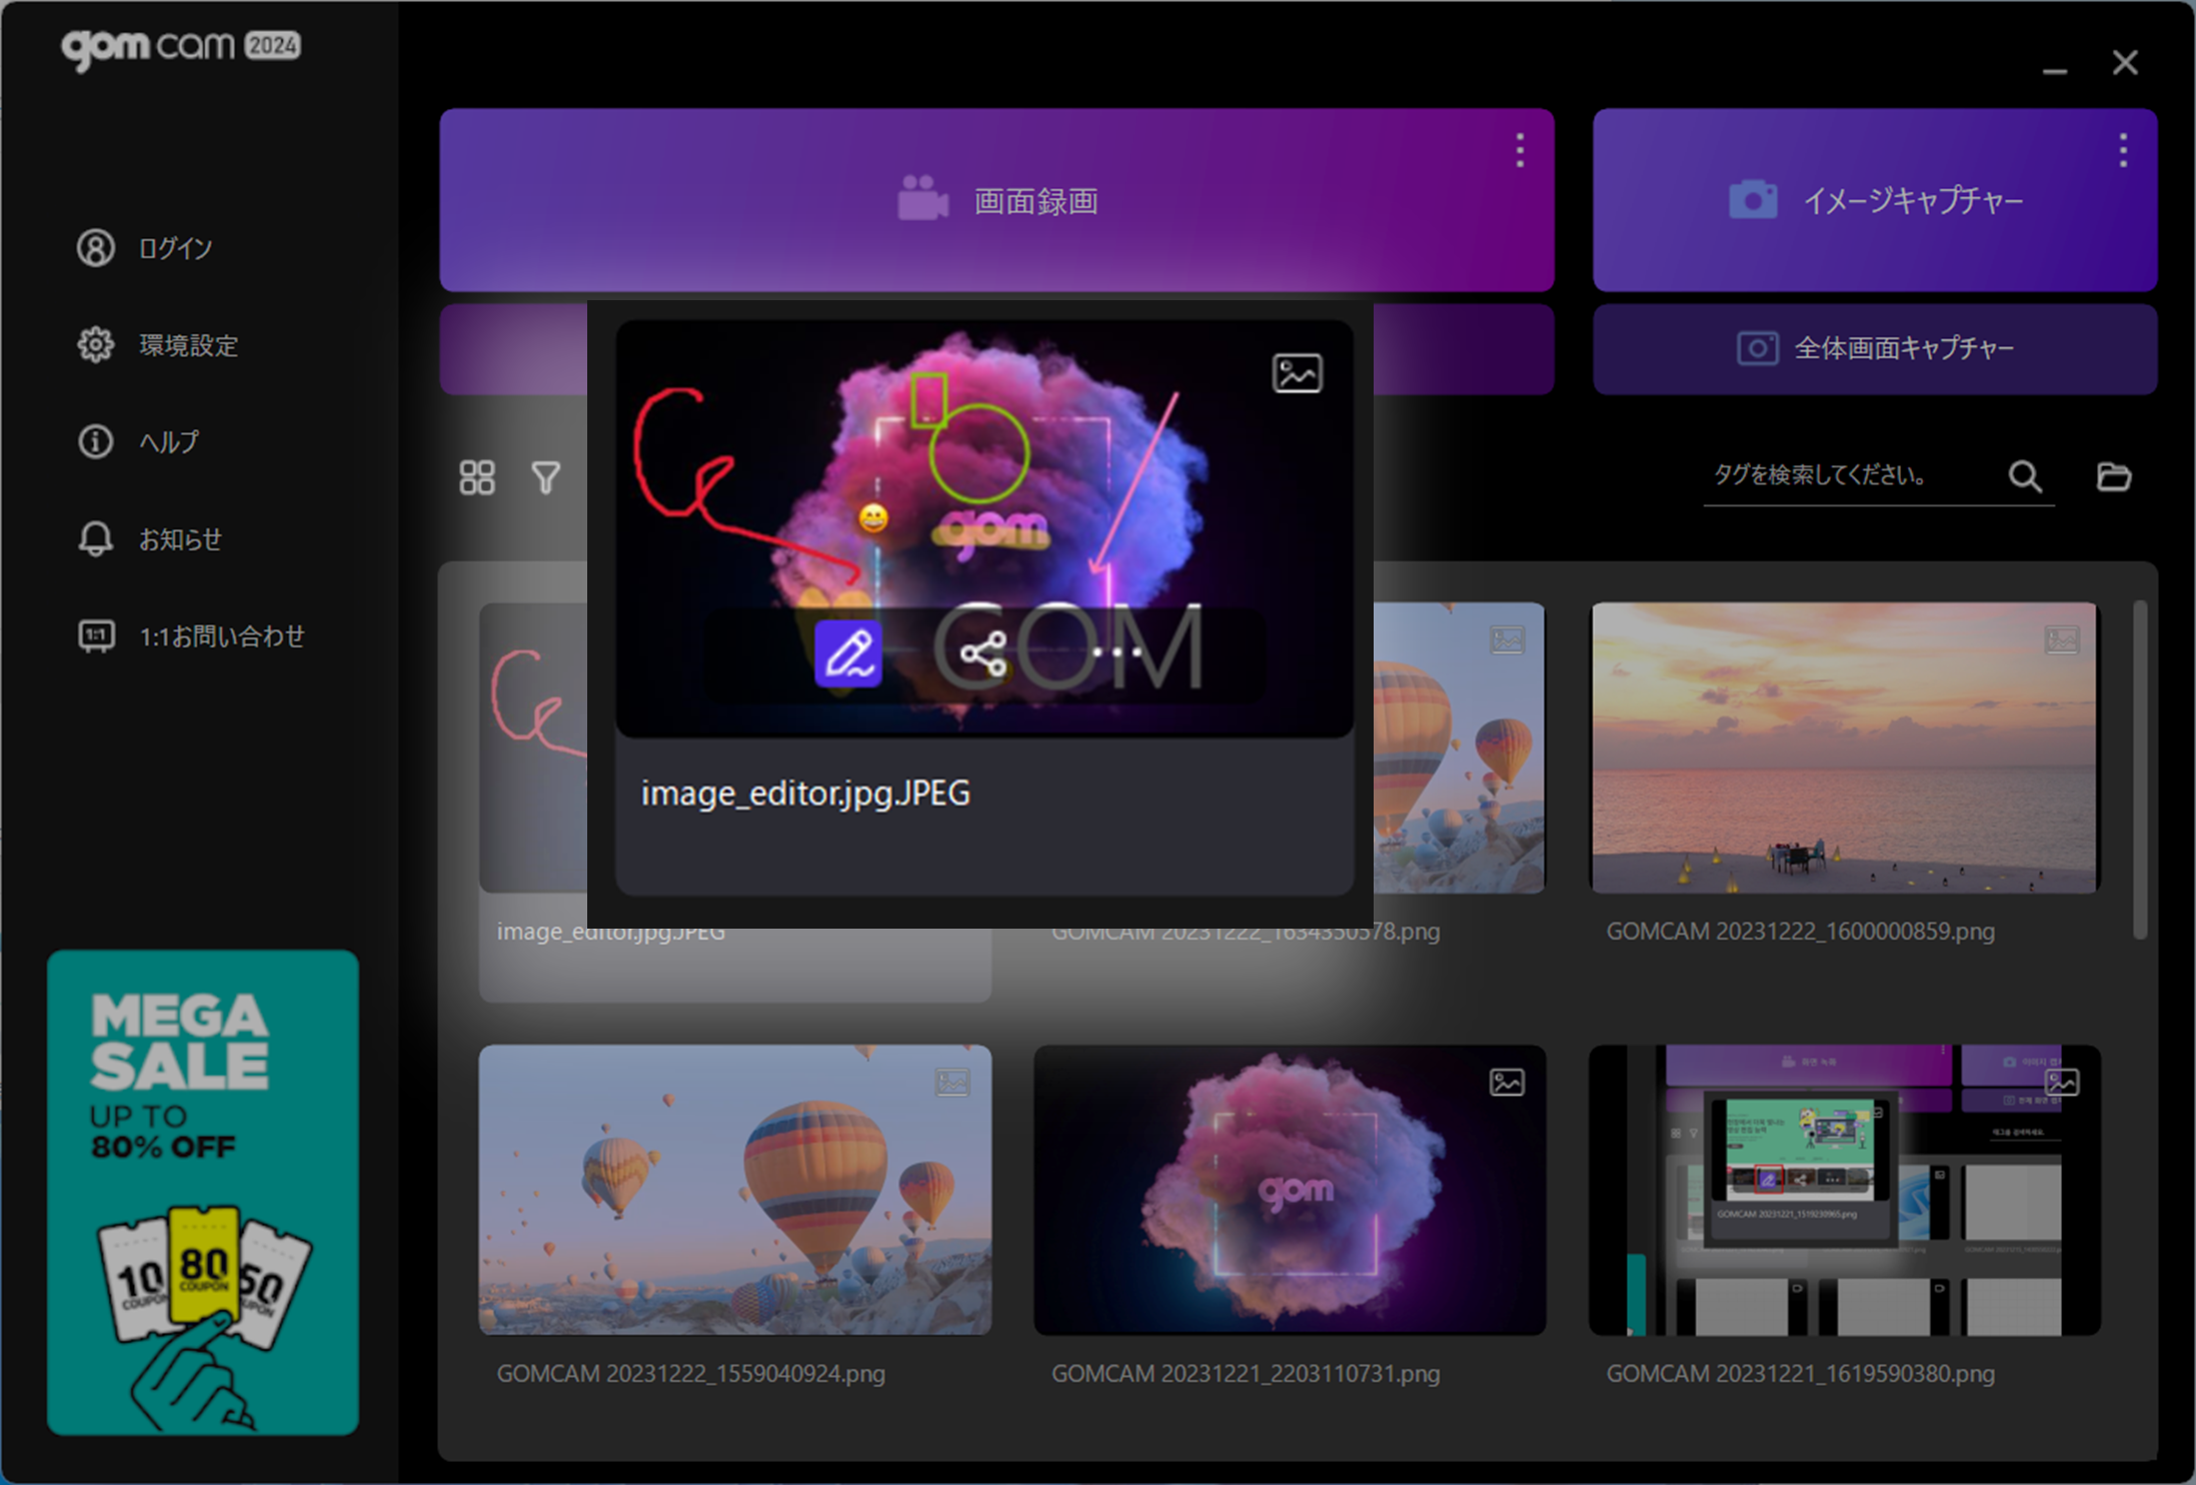 gom cam 2024
ログイン
環境設定
ヘルプ
お知らせ
1:1お問い合わせ
MEGA
SALE
UP TO
80% OFF
10
COUPON
80
COUPON
50
画面録画
イメージキャプチャー
全体画面キャプチャー
タグを検索してください。
gom
GOM
image_editor.jpg.JPEG
image_editor.jpg.JPEG
GOMCAM 20231222_1634350578.png
GOMCAM 20231222_1600000859.png
gom
GOMCAM 20231221_1519230965.png
GOMCAM 20231222_1559040924.png
GOMCAM 20231221_2203110731.png
GOMCAM 20231221_1619590380.png